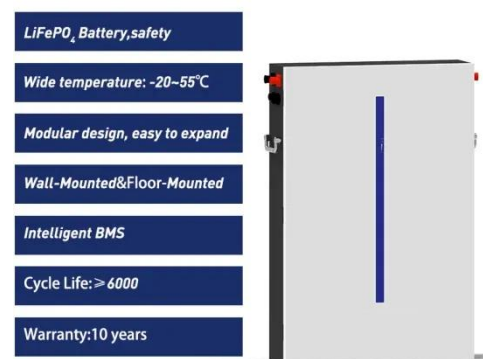 LiFePO₄ Battery,safety
Wide temperature: -20~55℃
Modular design, easy to expand
Wall-Mounted&Floor-Mounted
Intelligent BMS
Cycle Life:≥6000
Warranty:10 years